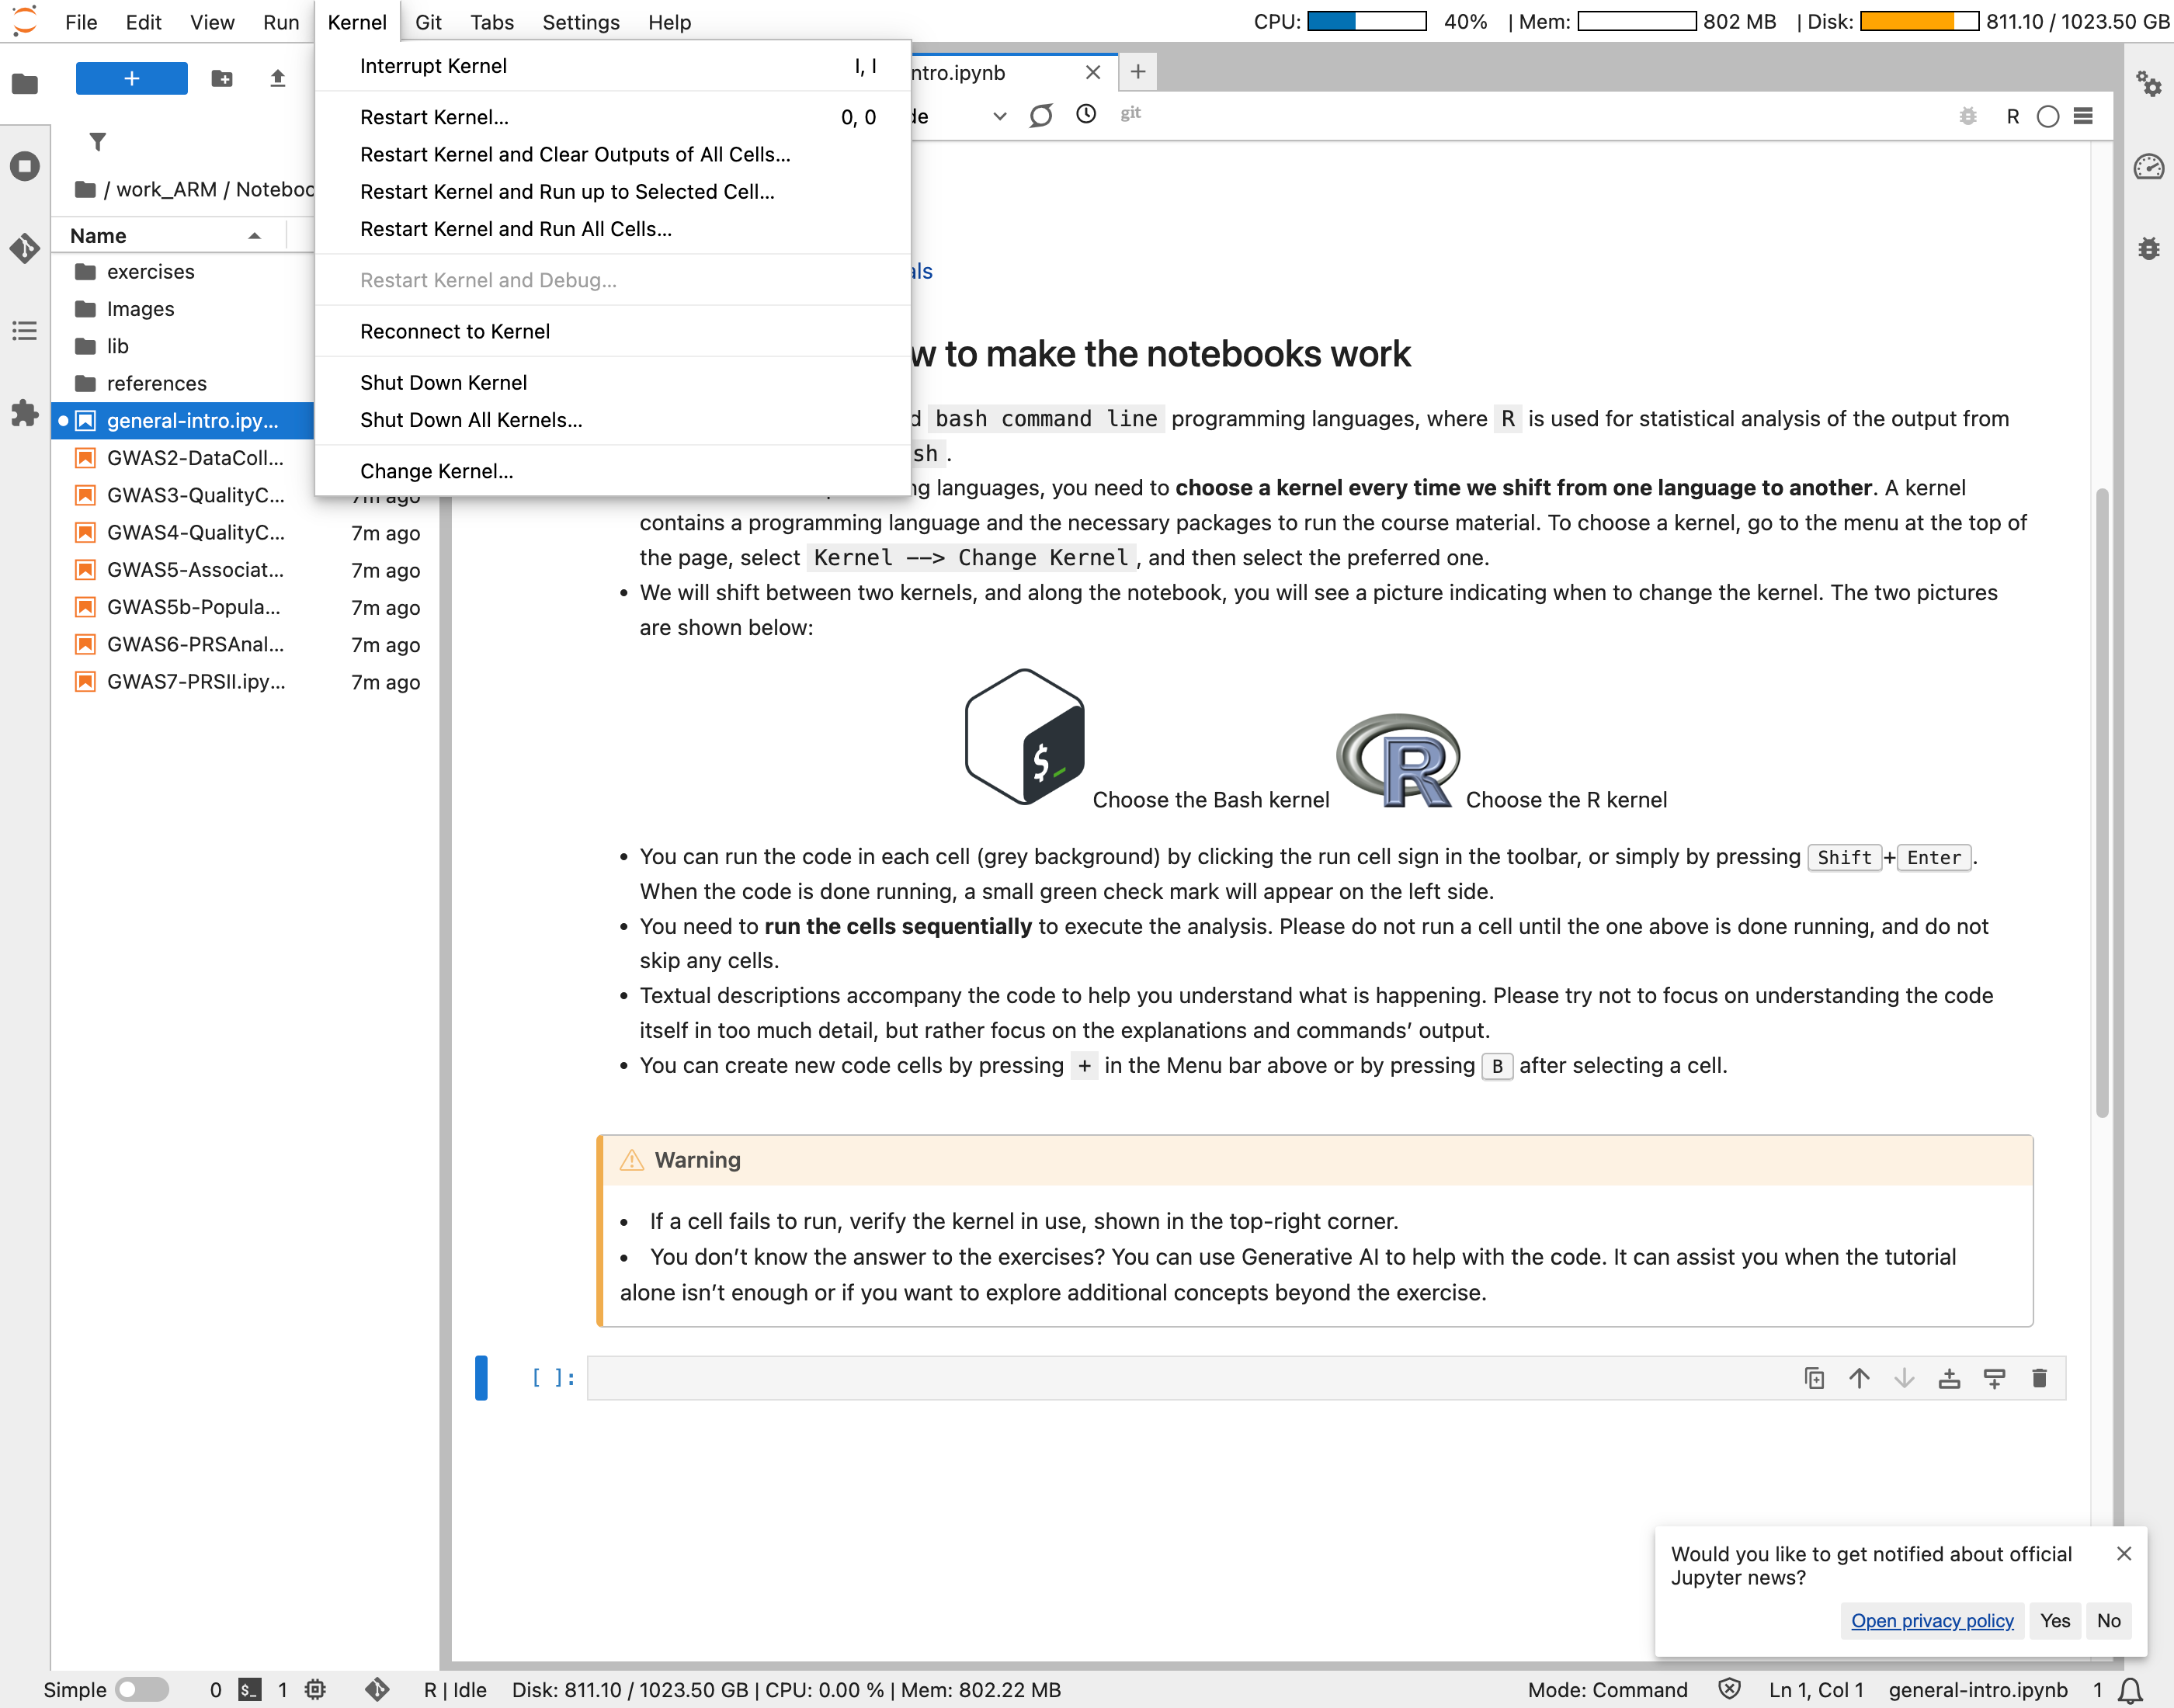 File Edit View Run Kernel Git Tabs Settings Help CPU: 40% | Mem: 802 MB | Disk: 811.10 / 1023.50 GB
Interrupt Kernel I, I
Restart Kernel... 0, 0
Restart Kernel and Clear Outputs of All Cells...
Restart Kernel and Run up to Selected Cell...
Restart Kernel and Run All Cells...
Restart Kernel and Debug...
Reconnect to Kernel
Shut Down Kernel
Shut Down All Kernels...
Change Kernel...
+
/ work_ARM / Noteboo
Name
exercises
Images
lib
references
general-intro.ipy...
GWAS2-DataColl...
GWAS3-QualityC... 7m ago
GWAS4-QualityC... 7m ago
GWAS5-Associat... 7m ago
GWAS5b-Popula... 7m ago
GWAS6-PRSAnal... 7m ago
GWAS7-PRSII.ipy... 7m ago
ntro.ipynb
de git R
als
w to make the notebooks work
d bash command line programming languages, where R is used for statistical analysis of the output from
sh.
ng languages, you need to choose a kernel every time we shift from one language to another. A kernel
contains a programming language and the necessary packages to run the course material. To choose a kernel, go to the menu at the top of
the page, select Kernel --> Change Kernel, and then select the preferred one.
• We will shift between two kernels, and along the notebook, you will see a picture indicating when to change the kernel. The two pictures
are shown below:
$_ Choose the Bash kernel R Choose the R kernel
• You can run the code in each cell (grey background) by clicking the run cell sign in the toolbar, or simply by pressing Shift+Enter.
When the code is done running, a small green check mark will appear on the left side.
• You need to run the cells sequentially to execute the analysis. Please do not run a cell until the one above is done running, and do not
skip any cells.
• Textual descriptions accompany the code to help you understand what is happening. Please try not to focus on understanding the code
itself in too much detail, but rather focus on the explanations and commands’ output.
• You can create new code cells by pressing + in the Menu bar above or by pressing B after selecting a cell.
Warning
• If a cell fails to run, verify the kernel in use, shown in the top-right corner.
• You don’t know the answer to the exercises? You can use Generative AI to help with the code. It can assist you when the tutorial
alone isn’t enough or if you want to explore additional concepts beyond the exercise.
[ ]:
Would you like to get notified about official
Jupyter news?
Open privacy policy Yes No
Simple 0 $_ 1 R | Idle Disk: 811.10 / 1023.50 GB | CPU: 0.00 % | Mem: 802.22 MB Mode: Command Ln 1, Col 1 general-intro.ipynb 1